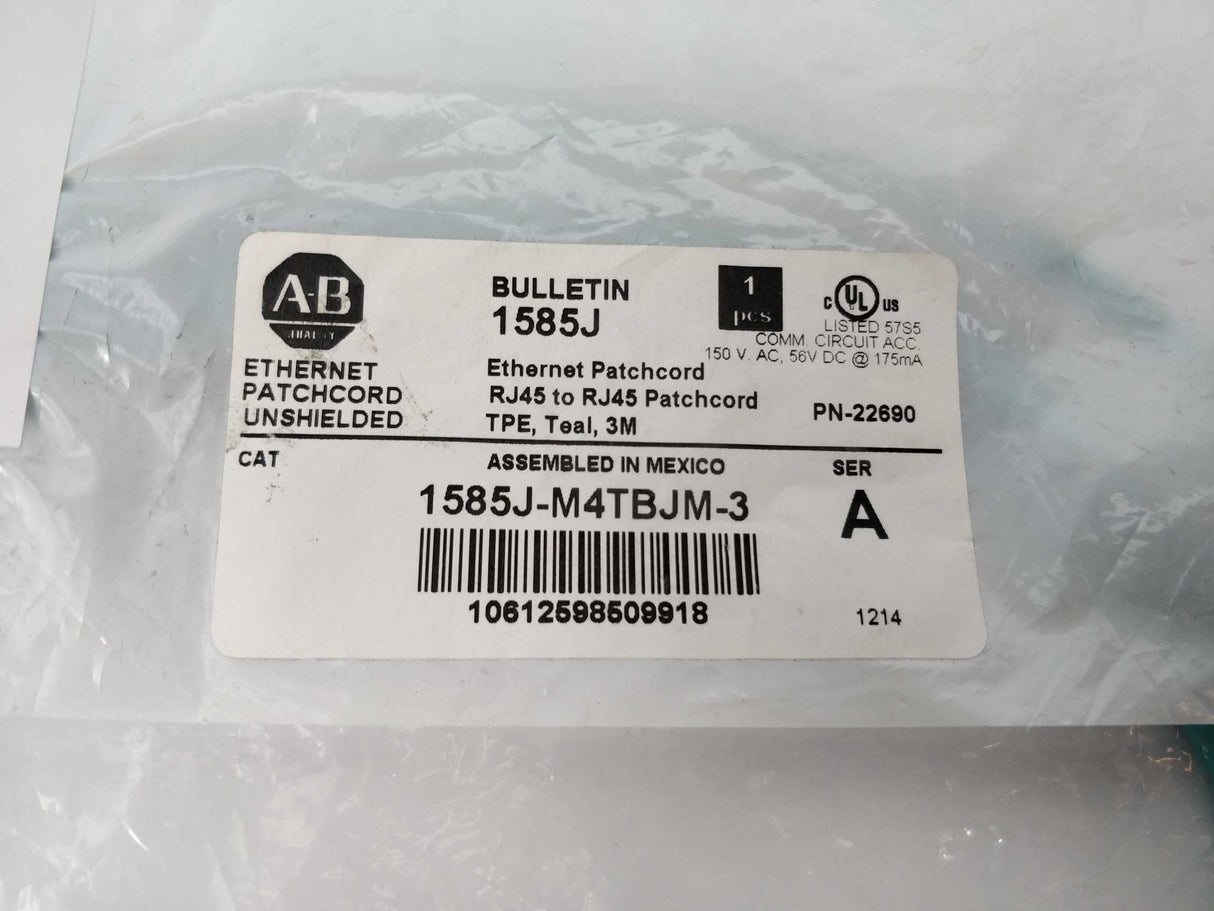 A-B
QUALITY
BULLETIN
1585J
1
pcs
c UL us
LISTED 57S5
COMM. CIRCUIT ACC.
150 V. AC, 56V DC @ 175mA
ETHERNET
PATCHCORD
UNSHIELDED
Ethernet Patchcord
RJ45 to RJ45 Patchcord
TPE, Teal, 3M
PN-22690
CAT
ASSEMBLED IN MEXICO
SER
1585J-M4TBJM-3
A
10612598509918
1214